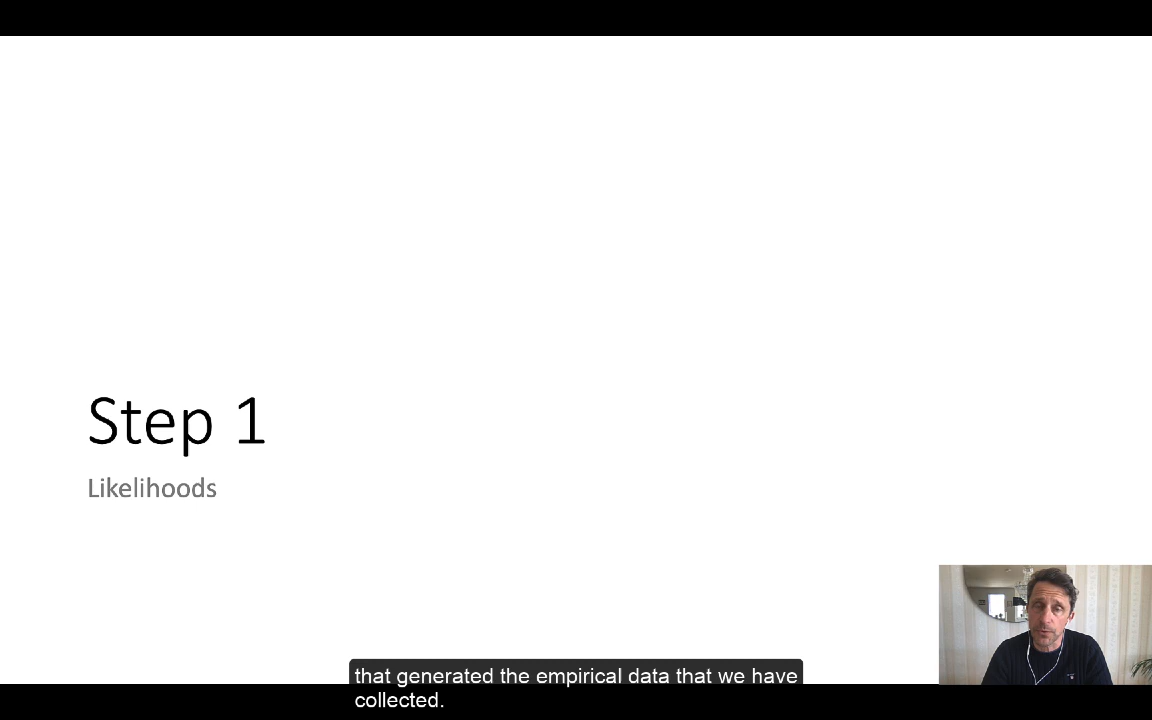 Step 1
Likelihoods
that generated the empirical data that we have
collected.